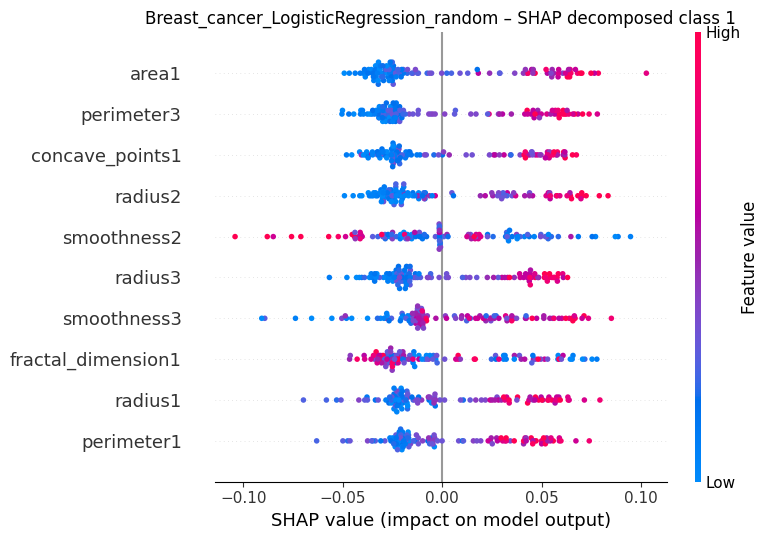 Breast_cancer_LogisticRegression_random – SHAP decomposed class 1
High
area1
perimeter3
concave_points1
radius2
smoothness2
radius3
smoothness3
fractal_dimension1
radius1
perimeter1
Feature value
Low
−0.10 −0.05 0.00 0.05 0.10
SHAP value (impact on model output)